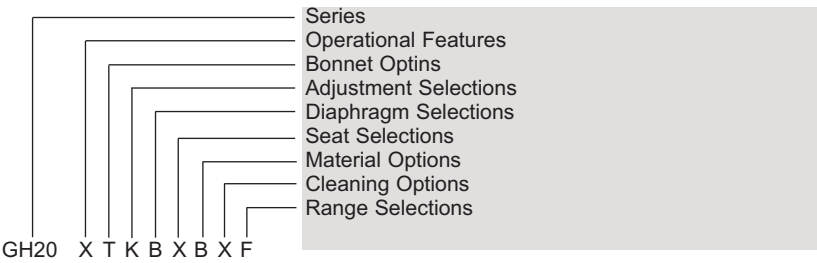 Series
Operational Features
Bonnet Optins
Adjustment Selections
Diaphragm Selections
Seat Selections
Material Options
Cleaning Options
Range Selections
GH20 X T K B X B X F